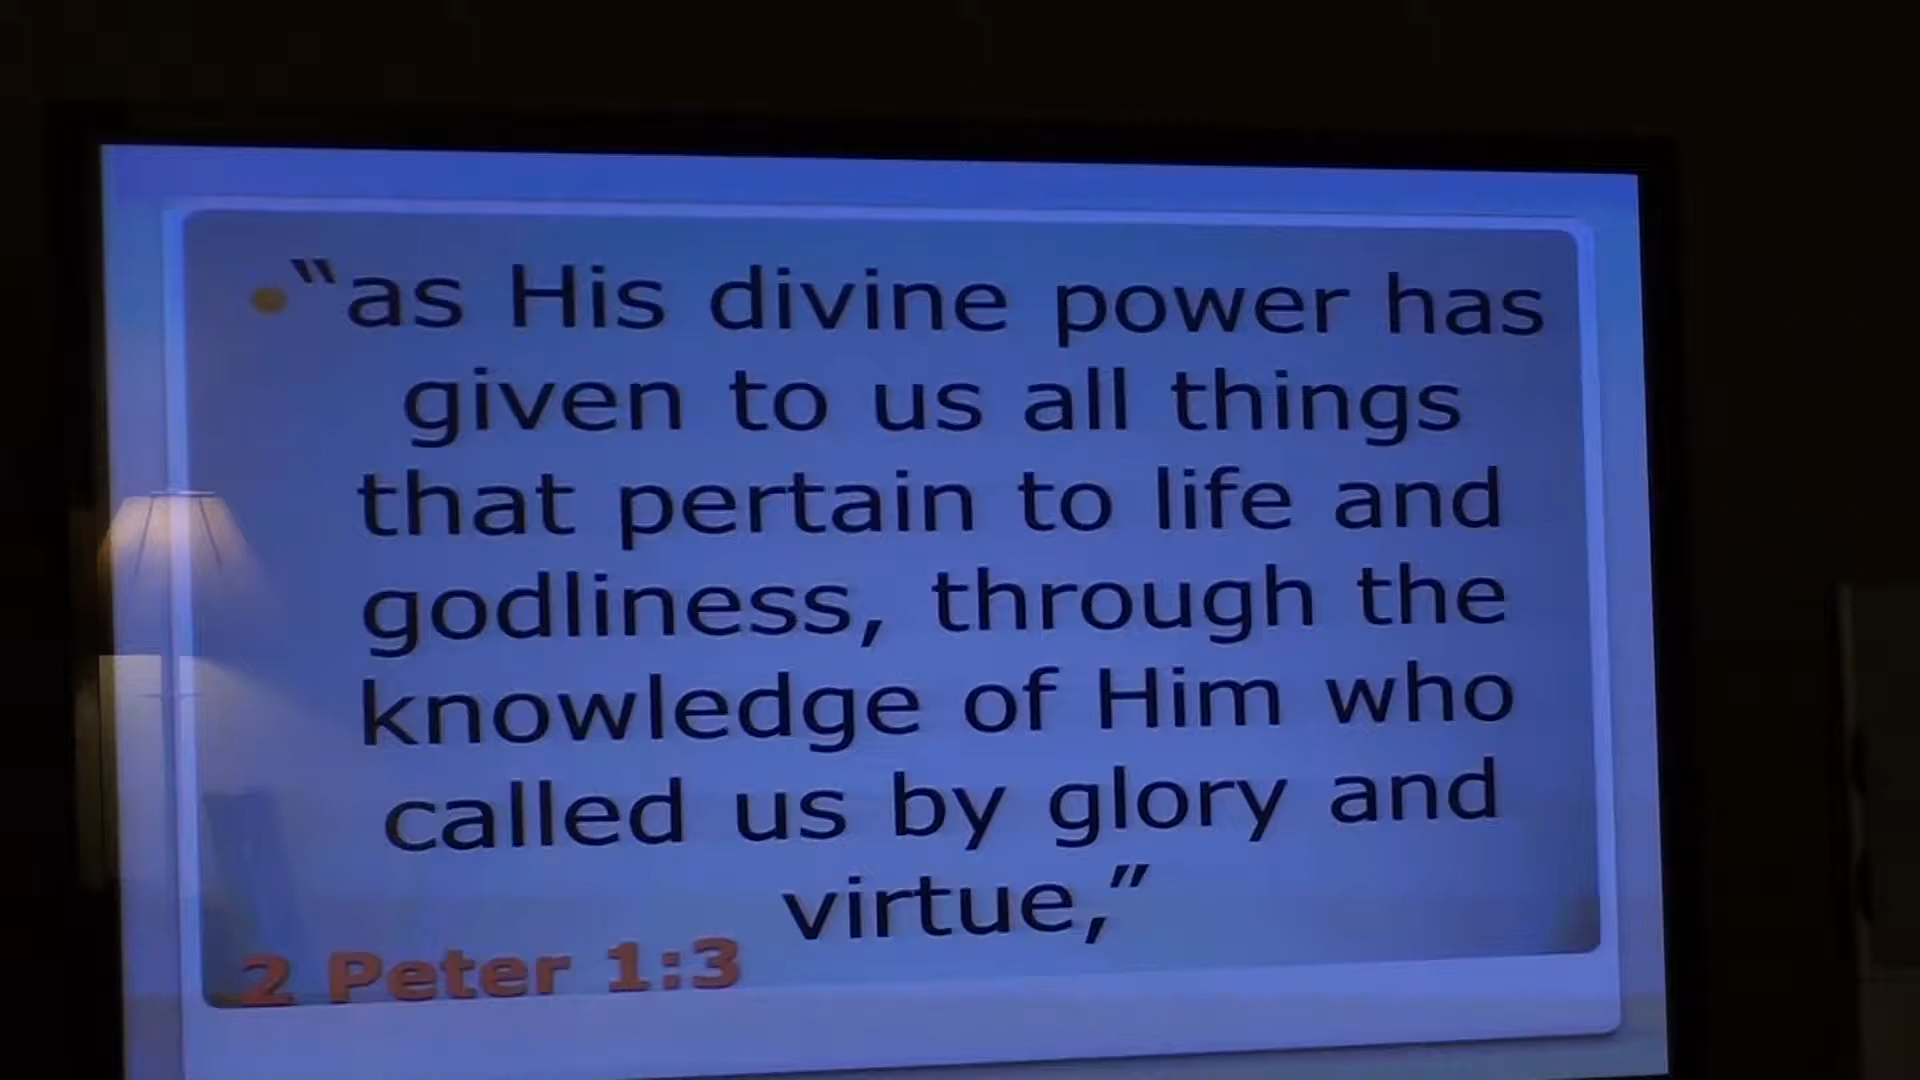 •“as His divine power has
given to us all things
that pertain to life and
godliness, through the
knowledge of Him who
called us by glory and
virtue,”
2 Peter 1:3